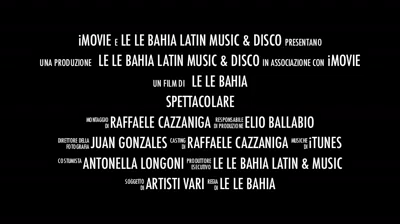 iMOVIE E LE LE BAHIA LATIN MUSIC & DISCO PRESENTANO
UNA PRODUZIONE LE LE BAHIA LATIN MUSIC & DISCO IN ASSOCIAZIONE CON iMOVIE
UN FILM DI LE LE BAHIA
SPETTACOLARE
MONTAGGIO DI RAFFAELE CAZZANIGA RESPONSABILE DI PRODUZIONE ELIO BALLABIO
DIRETTORE DELLA FOTOGRAFIA JUAN GONZALES CASTING DI RAFFAELE CAZZANIGA MUSICHE DI iTUNES
COSTUMISTA ANTONELLA LONGONI PRODUTTORE ESECUTIVO LE LE BAHIA LATIN & MUSIC
SOGGETTO DI ARTISTI VARI REGIA DI LE LE BAHIA